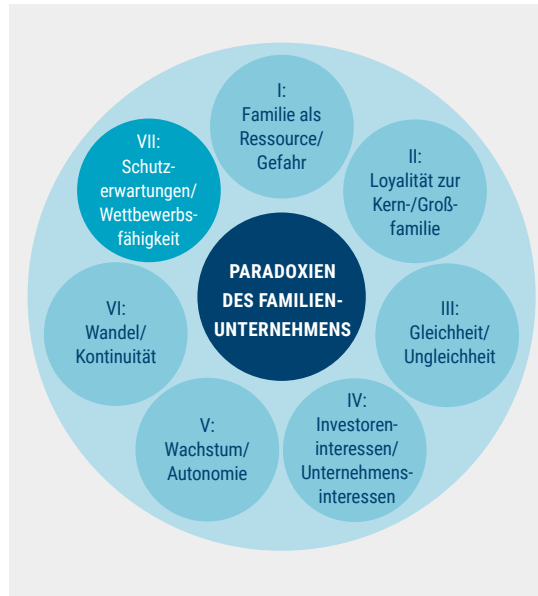 I:
Familie als
Ressource/
Gefahr
II:
Loyalität zur
Kern-/Groß-
familie
III:
Gleichheit/
Ungleichheit
IV:
Investoren-
interessen/
Unternehmens-
interessen
V:
Wachstum/
Autonomie
VI:
Wandel/
Kontinuität
VII:
Schutz-
erwartungen/
Wettbewerbs-
fähigkeit
PARADOXIEN
DES FAMILIEN-
UNTERNEHMENS